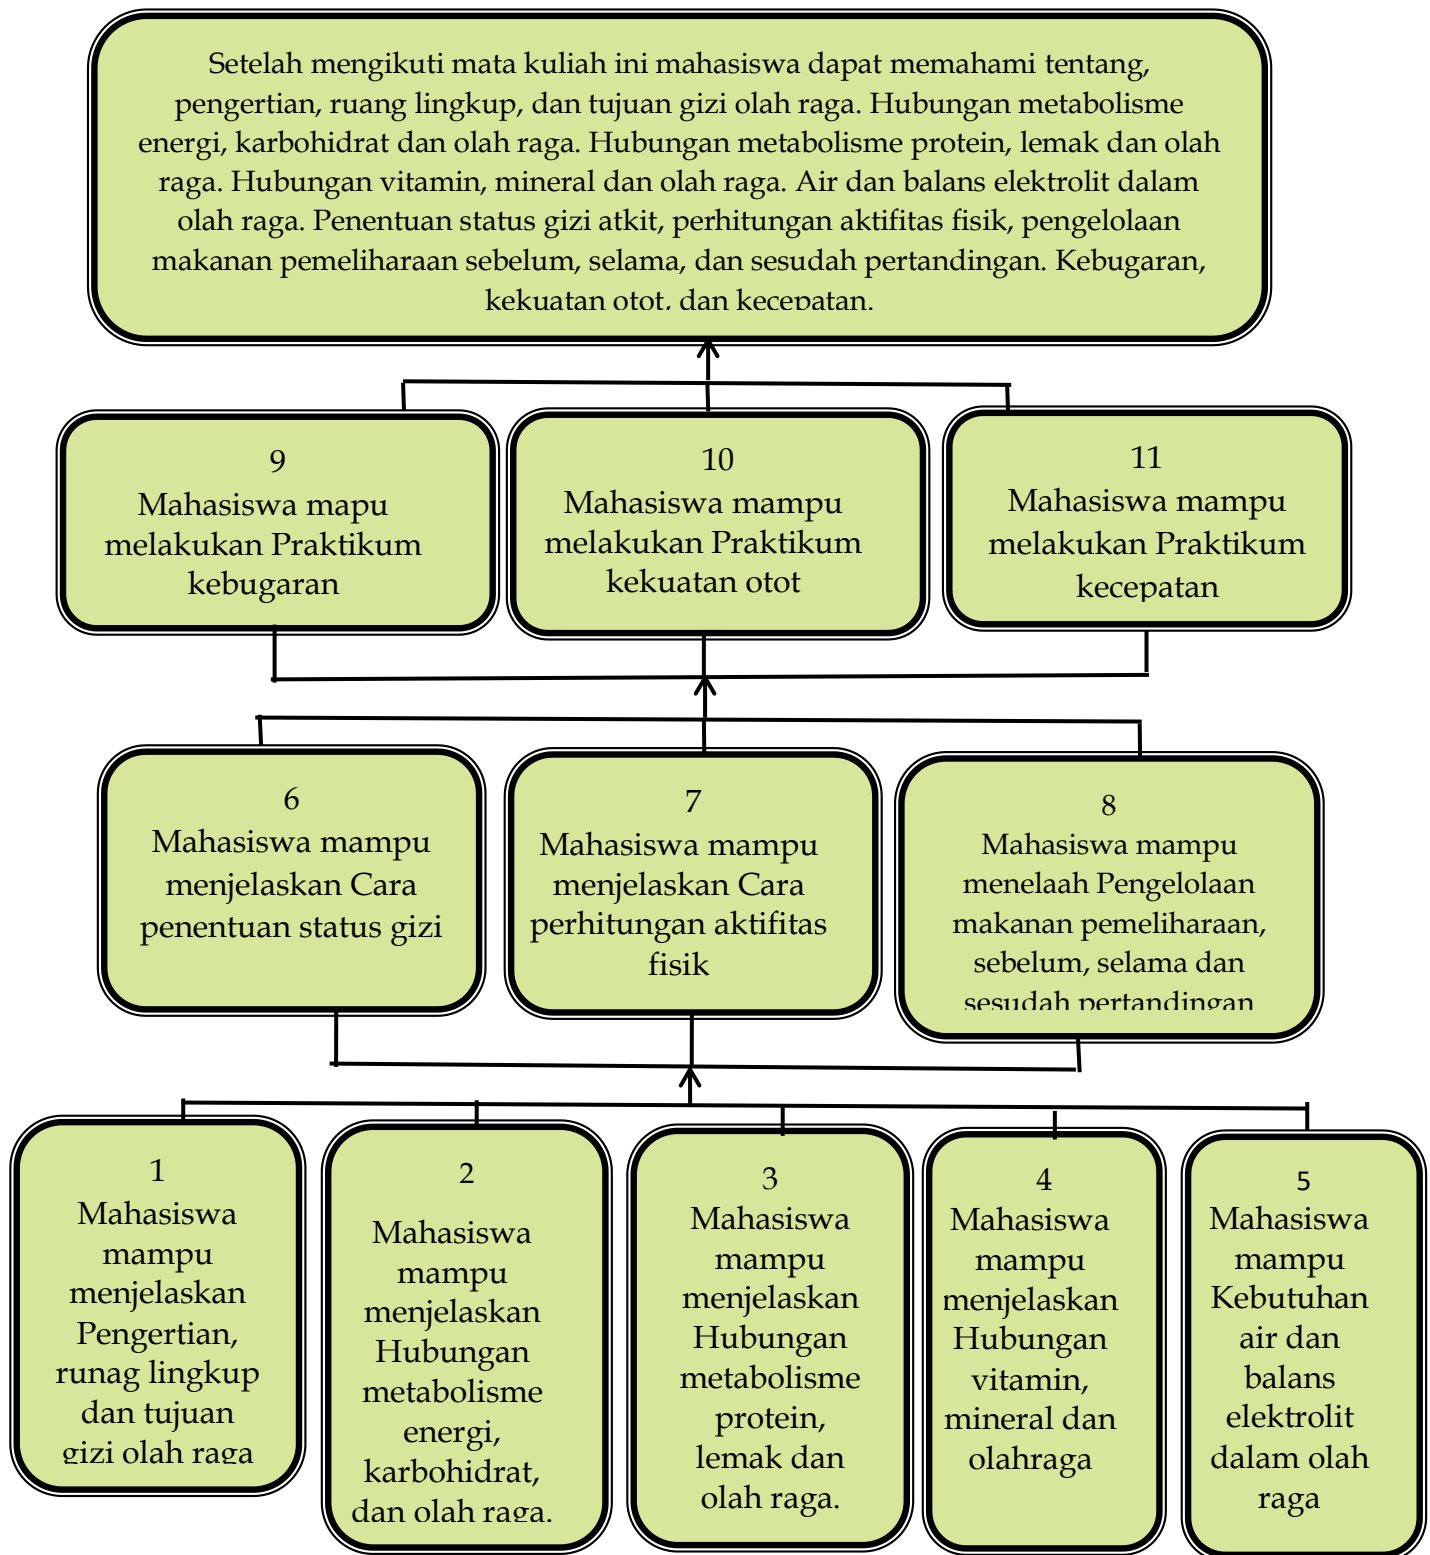 Setelah mengikuti mata kuliah ini mahasiswa dapat memahami tentang,
pengertian, ruang lingkup, dan tujuan gizi olah raga. Hubungan metabolisme
energi, karbohidrat dan olah raga. Hubungan metabolisme protein, lemak dan olah
raga. Hubungan vitamin, mineral dan olah raga. Air dan balans elektrolit dalam
olah raga. Penentuan status gizi atkit, perhitungan aktifitas fisik, pengelolaan
makanan pemeliharaan sebelum, selama, dan sesudah pertandingan. Kebugaran,
kekuatan otot, dan kecepatan.
9
Mahasiswa mapu
melakukan Praktikum
kebugaran
10
Mahasiswa mampu
melakukan Praktikum
kekuatan otot
11
Mahasiswa mampu
melakukan Praktikum
kecepatan
6
Mahasiswa mampu
menjelaskan Cara
penentuan status gizi
7
Mahasiswa mampu
menjelaskan Cara
perhitungan aktifitas
fisik
8
Mahasiswa mampu
menelaah Pengelolaan
makanan pemeliharaan,
sebelum, selama dan
sesudah pertandingan
1
Mahasiswa
mampu
menjelaskan
Pengertian,
runag lingkup
dan tujuan
gizi olah raga
2
Mahasiswa
mampu
menjelaskan
Hubungan
metabolisme
energi,
karbohidrat,
dan olah raga.
3
Mahasiswa
mampu
menjelaskan
Hubungan
metabolisme
protein,
lemak dan
olah raga.
4
Mahasiswa
mampu
menjelaskan
Hubungan
vitamin,
mineral dan
olahraga
5
Mahasiswa
mampu
Kebutuhan
air dan
balans
elektrolit
dalam olah
raga